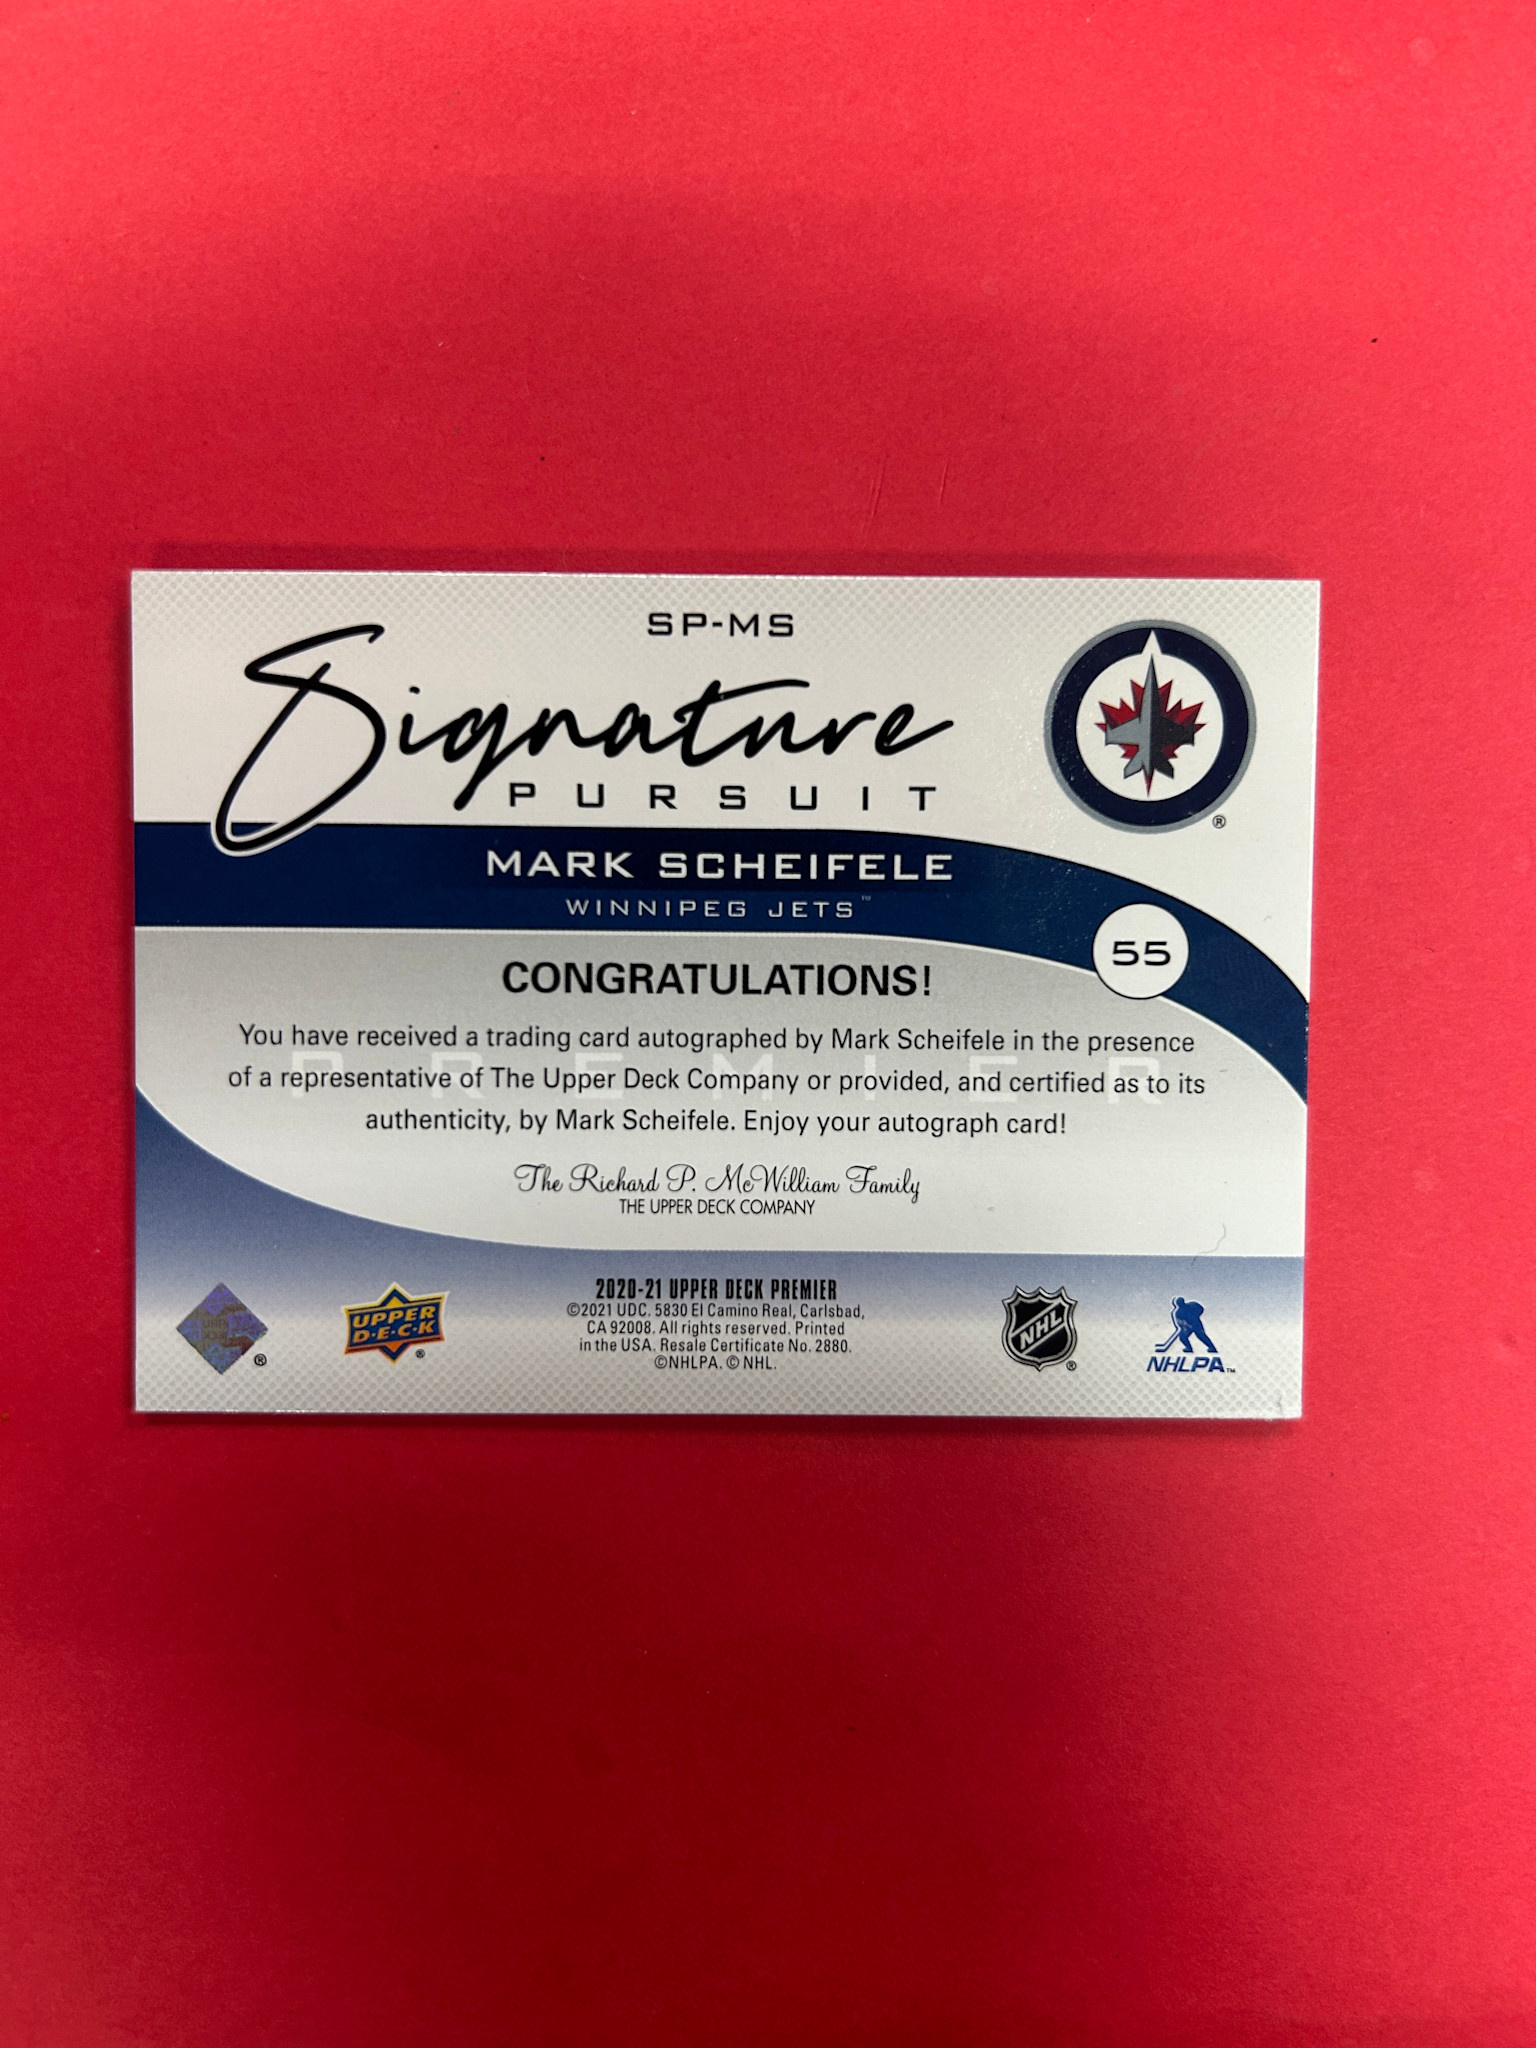 SP-MS
Signature
PURSUIT
®
MARK SCHEIFELE
WINNIPEG JETS™
55
CONGRATULATIONS!
PREMIER
You have received a trading card autographed by Mark Scheifele in the presence
of a representative of The Upper Deck Company or provided, and certified as to its
authenticity, by Mark Scheifele. Enjoy your autograph card!
The Richard P. McWilliam Family
THE UPPER DECK COMPANY
®
UPPER
D·E·C·K
®
2020-21 UPPER DECK PREMIER
©2021 UDC. 5830 El Camino Real, Carlsbad,
CA 92008. All rights reserved. Printed
in the USA. Resale Certificate No. 2880.
©NHLPA. © NHL.
NHL
®
NHLPA™